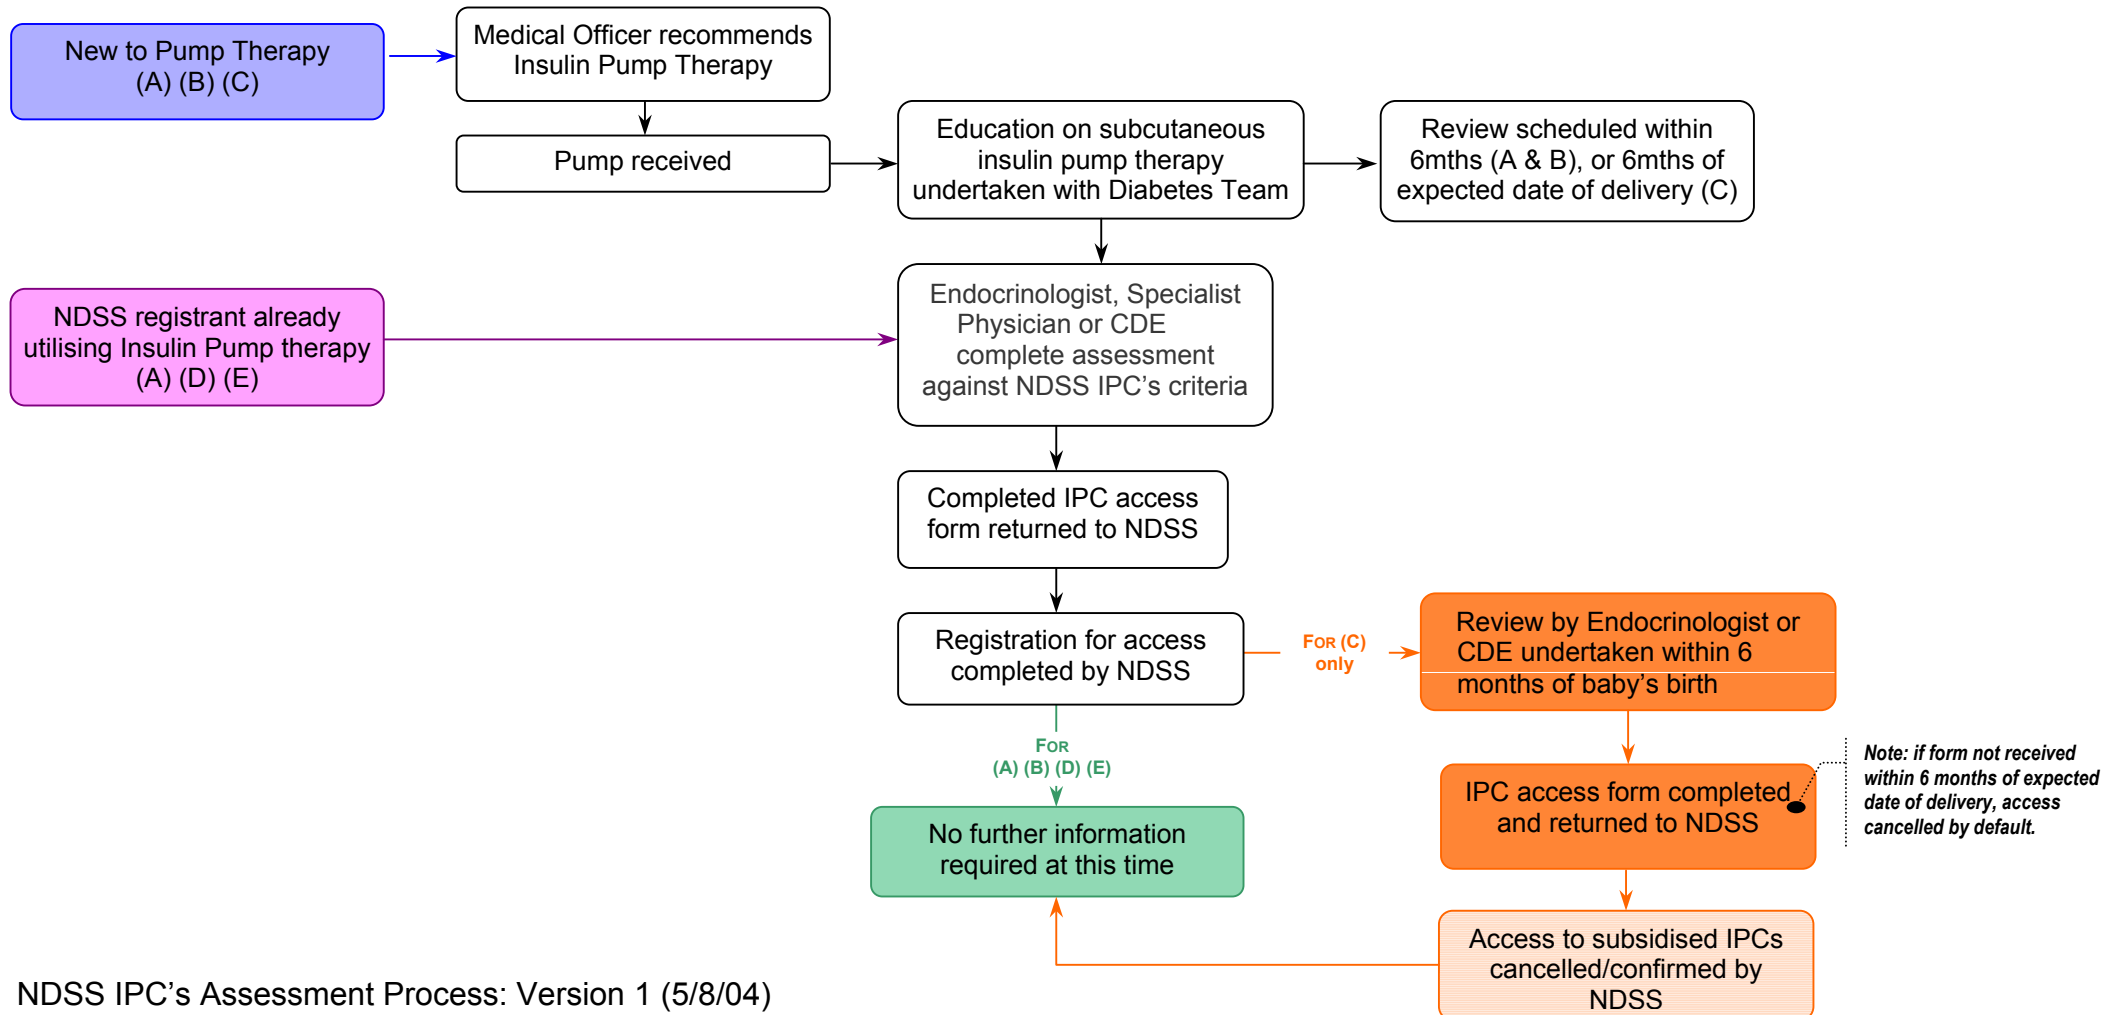 New to Pump Therapy
(A) (B) (C)
Medical Officer recommends
Insulin Pump Therapy
Pump received
Education on subcutaneous
insulin pump therapy
undertaken with Diabetes Team
Review scheduled within
6mths (A & B), or 6mths of
expected date of delivery (C)
NDSS registrant already
utilising Insulin Pump therapy
(A) (D) (E)
Endocrinologist, Specialist
Physician or CDE
complete assessment
against NDSS IPC’s criteria
Completed IPC access
form returned to NDSS
Registration for access
completed by NDSS
FOR (C)
only
Review by Endocrinologist or
CDE undertaken within 6
months of baby’s birth
FOR
(A) (B) (D) (E)
No further information
required at this time
IPC access form completed
and returned to NDSS
Note: if form not received
within 6 months of expected
date of delivery, access
cancelled by default.
Access to subsidised IPCs
cancelled/confirmed by
NDSS
NDSS IPC’s Assessment Process: Version 1 (5/8/04)